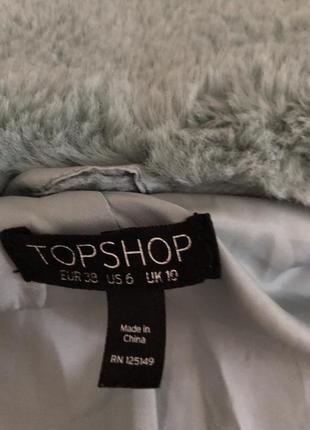 TOPSHOP
EUR 38 US 6 UK 10
Made in
China
RN 125149